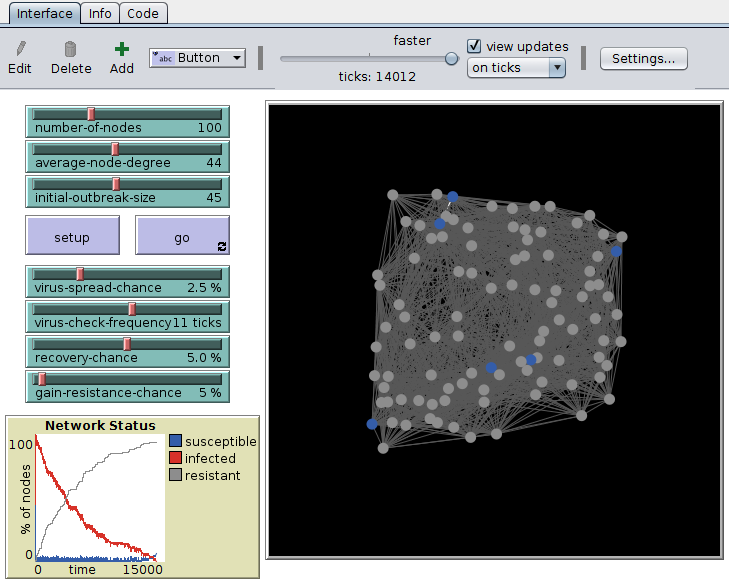 Interface Info Code
faster
view updates
Edit Delete Add abc Button
on ticks
Settings...
ticks: 14012
number-of-nodes 100
average-node-degree 44
initial-outbreak-size 45
setup go
virus-spread-chance 2.5 %
virus-check-frequency 11 ticks
recovery-chance 5.0 %
gain-resistance-chance 5 %
Network Status
100
% of nodes
0
0 time 15000
susceptible
infected
resistant